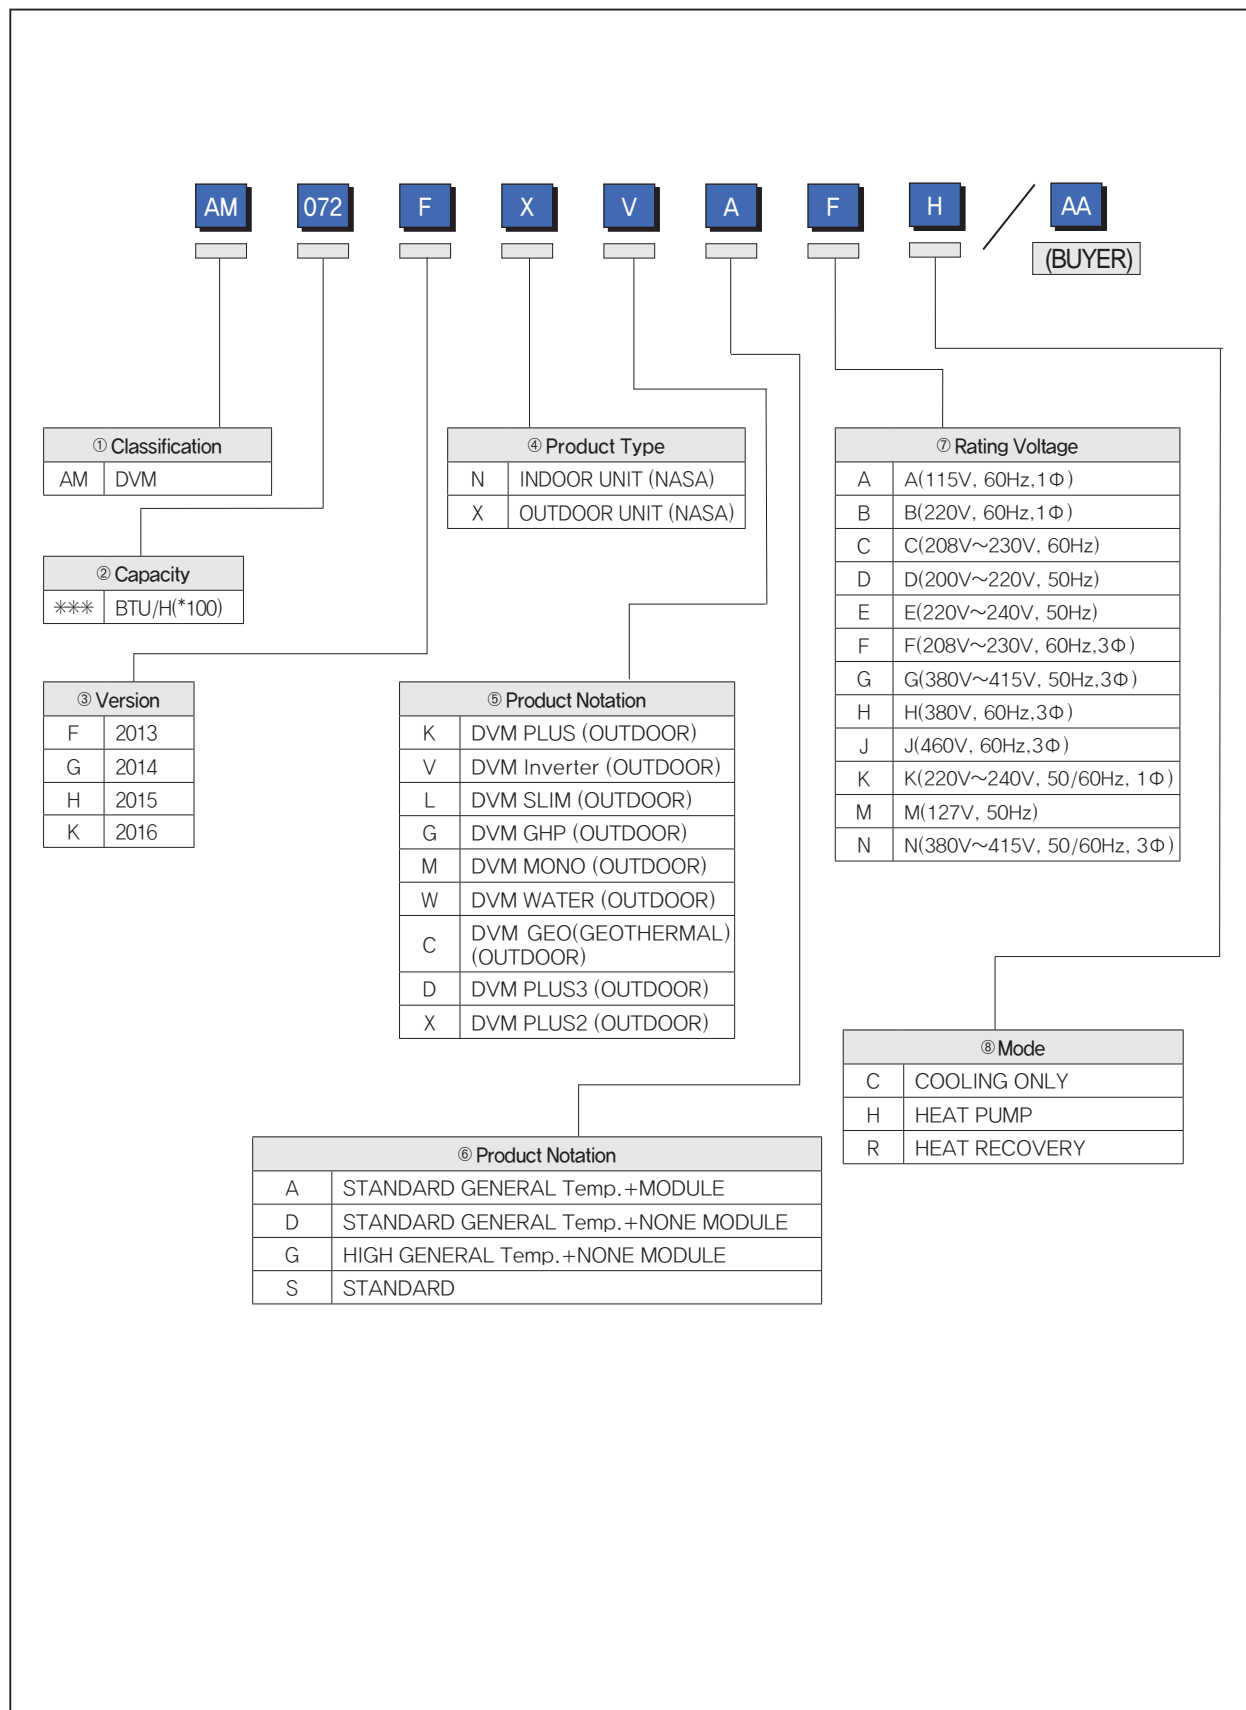 AM 072 F X V A F H / AA
(BUYER)
① Classification
AM DVM
② Capacity
✳✳✳ BTU/H(*100)
③ Version
F 2013
G 2014
H 2015
K 2016
④ Product Type
N INDOOR UNIT (NASA)
X OUTDOOR UNIT (NASA)
⑤ Product Notation
K DVM PLUS (OUTDOOR)
V DVM Inverter (OUTDOOR)
L DVM SLIM (OUTDOOR)
G DVM GHP (OUTDOOR)
M DVM MONO (OUTDOOR)
W DVM WATER (OUTDOOR)
C DVM GEO(GEOTHERMAL)
(OUTDOOR)
D DVM PLUS3 (OUTDOOR)
X DVM PLUS2 (OUTDOOR)
⑥ Product Notation
A STANDARD GENERAL Temp.+MODULE
D STANDARD GENERAL Temp.+NONE MODULE
G HIGH GENERAL Temp.+NONE MODULE
S STANDARD
⑦ Rating Voltage
A A(115V, 60Hz,1Φ)
B B(220V, 60Hz,1Φ)
C C(208V~230V, 60Hz)
D D(200V~220V, 50Hz)
E E(220V~240V, 50Hz)
F F(208V~230V, 60Hz,3Φ)
G G(380V~415V, 50Hz,3Φ)
H H(380V, 60Hz,3Φ)
J J(460V, 60Hz,3Φ)
K K(220V~240V, 50/60Hz, 1Φ)
M M(127V, 50Hz)
N N(380V~415V, 50/60Hz, 3Φ)
⑧ Mode
C COOLING ONLY
H HEAT PUMP
R HEAT RECOVERY